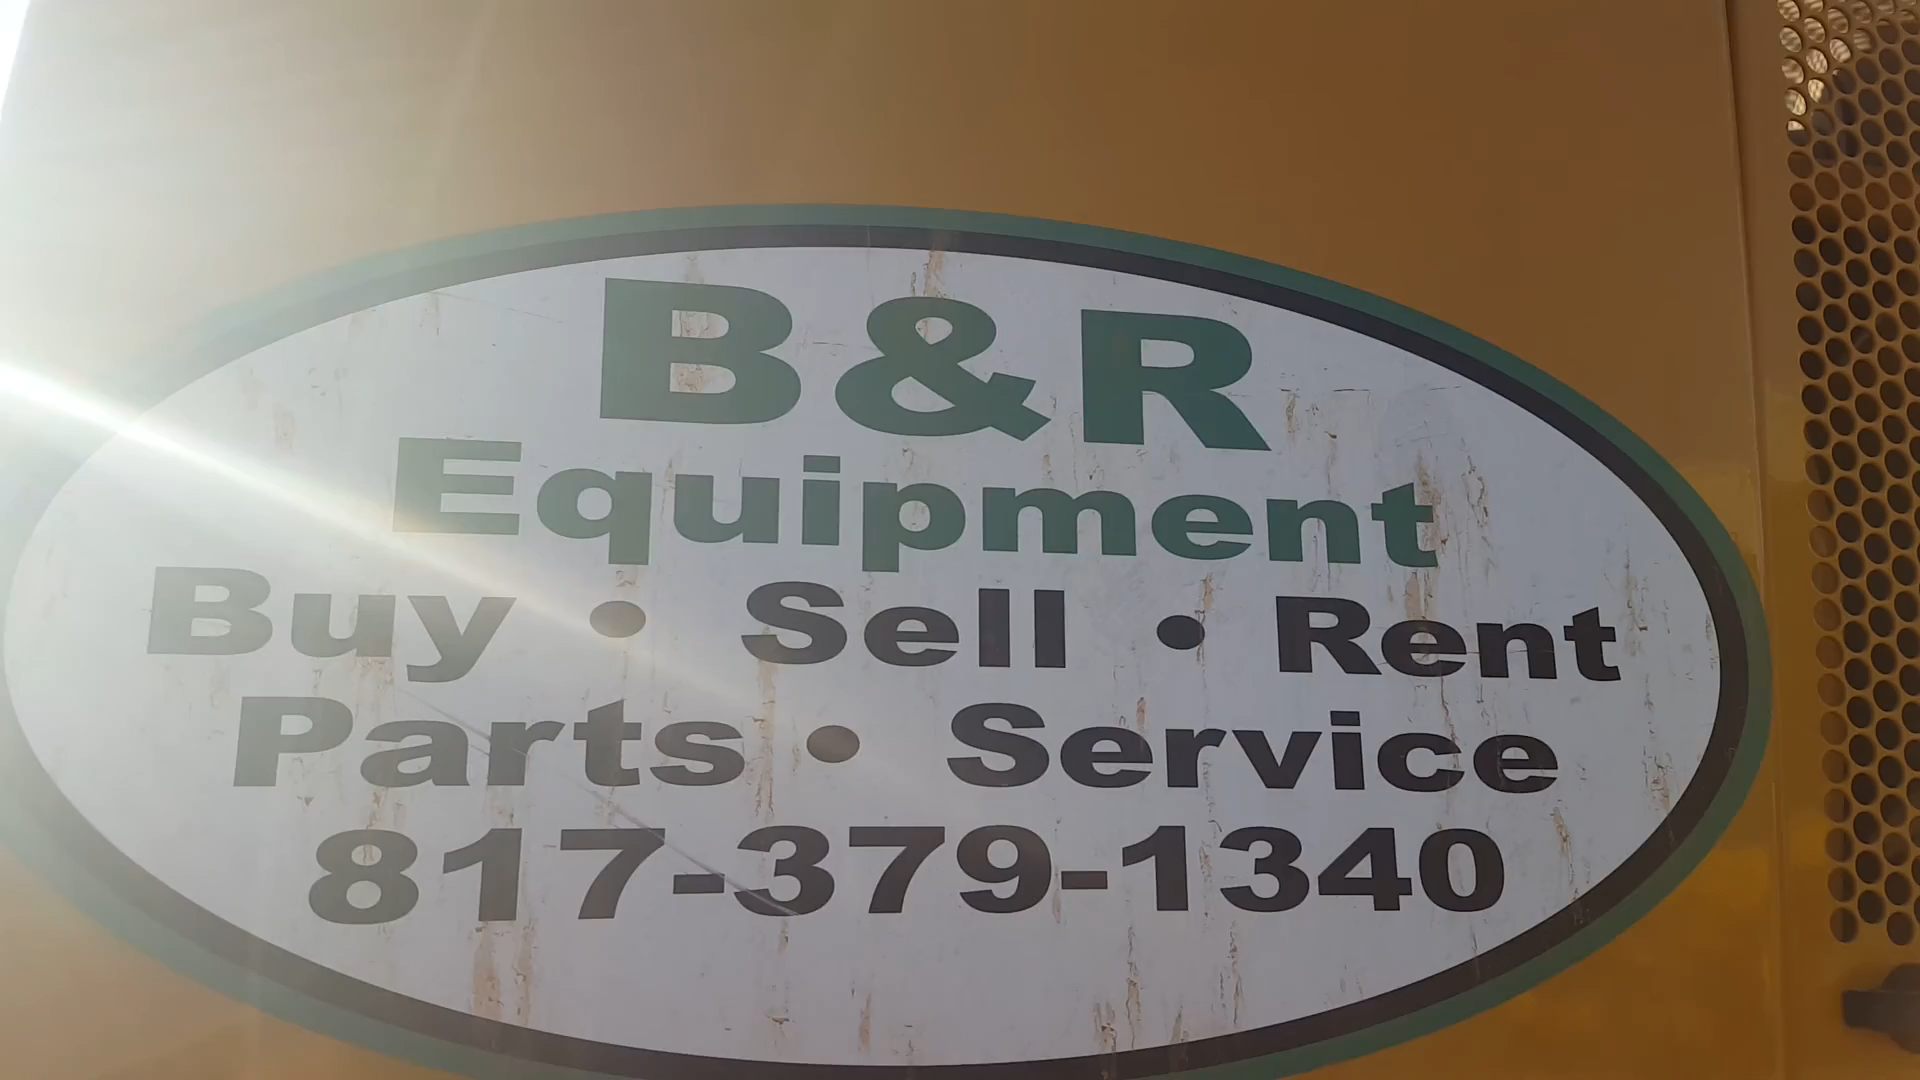 B&R
Equipment
Buy • Sell • Rent
Parts • Service
817-379-1340